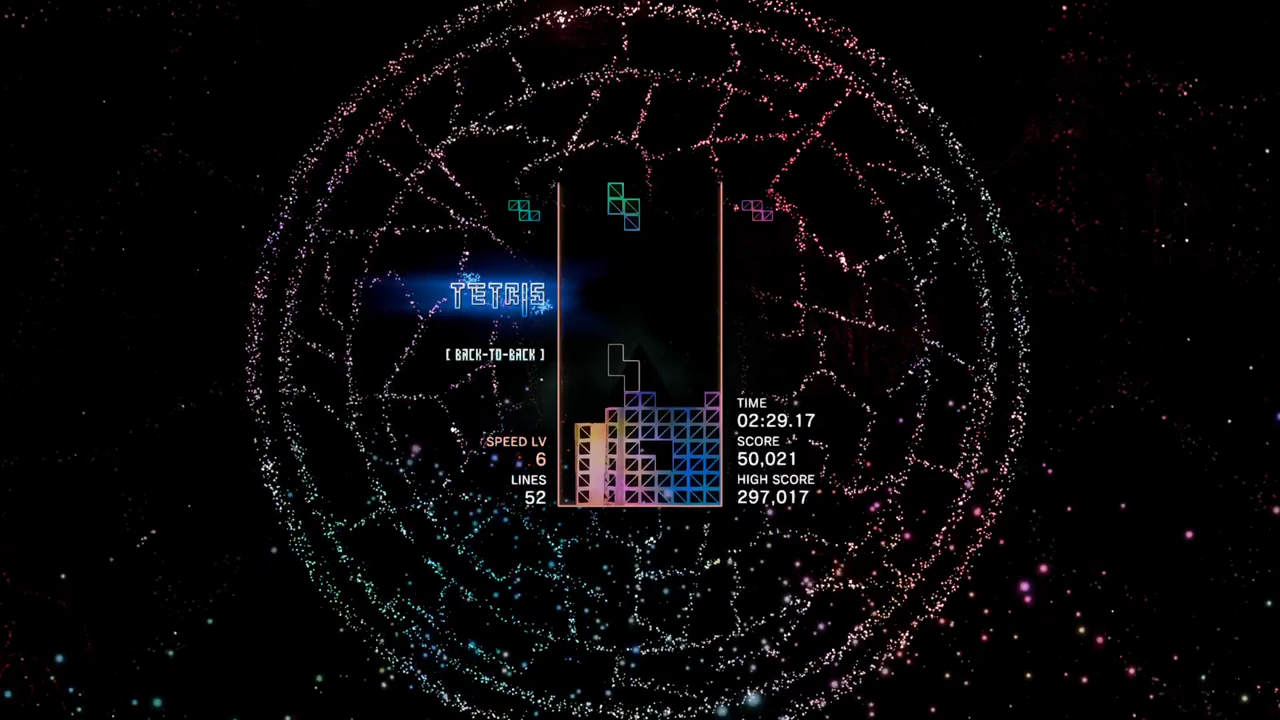 TETRIS
[ BACK-TO-BACK ]
SPEED LV
6
LINES
52
TIME
02:29.17
SCORE
50,021
HIGH SCORE
297,017